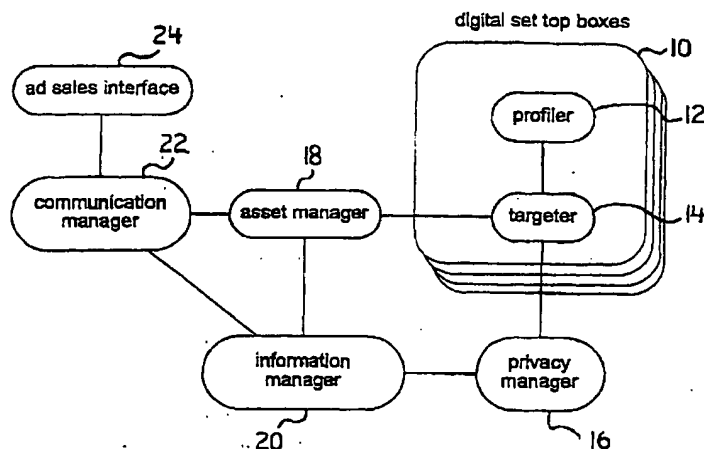 digital set top boxes
24
10
ad sales interface
profiler
12
22
18
communication
manager
asset manager
targeter
14
information
manager
privacy
manager
20
16